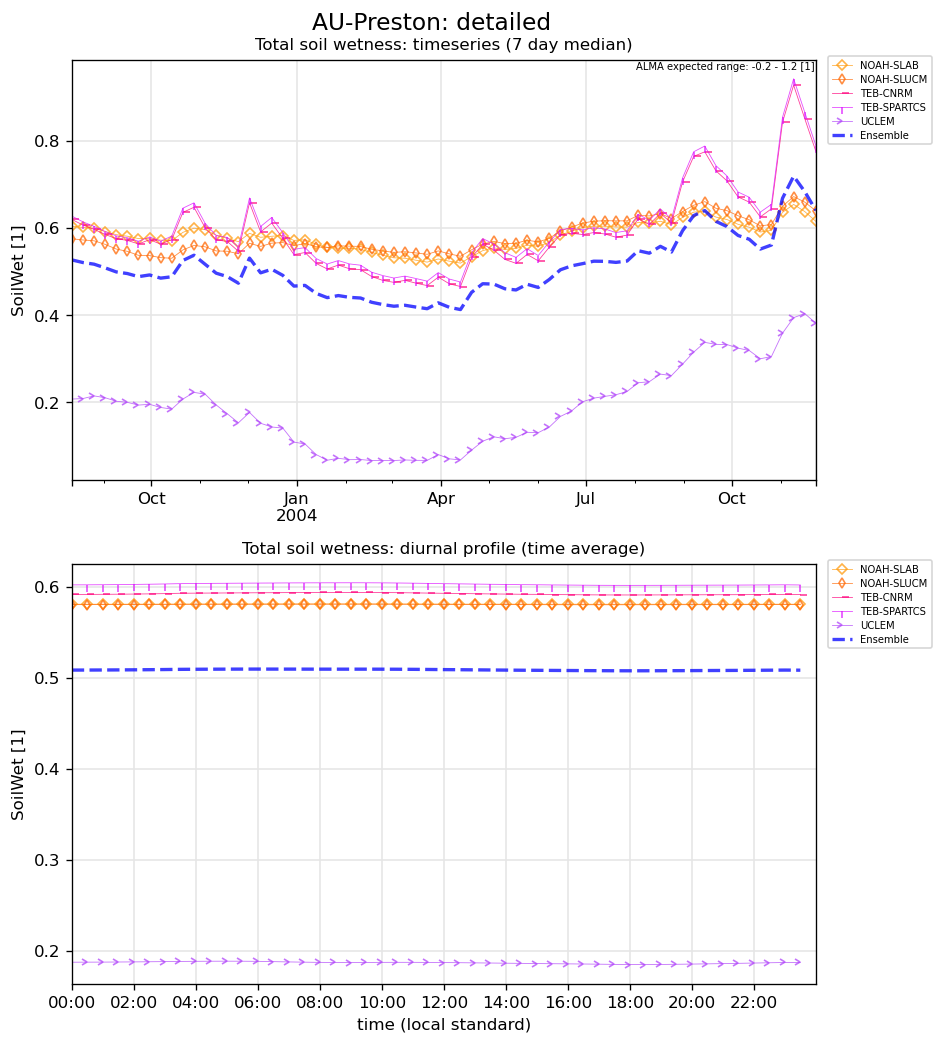 AU-Preston: detailed
Total soil wetness: timeseries (7 day median)
ALMA expected range: -0.2 - 1.2 [1]
NOAH-SLAB
NOAH-SLUCM
TEB-CNRM
TEB-SPARTCS
UCLEM
Ensemble
SoilWet [1]
0.8
0.6
0.4
0.2
Oct Jan Apr Jul Oct
2004
Total soil wetness: diurnal profile (time average)
NOAH-SLAB
NOAH-SLUCM
TEB-CNRM
TEB-SPARTCS
UCLEM
Ensemble
SoilWet [1]
0.6
0.5
0.4
0.3
0.2
00:00 02:00 04:00 06:00 08:00 10:00 12:00 14:00 16:00 18:00 20:00 22:00
time (local standard)